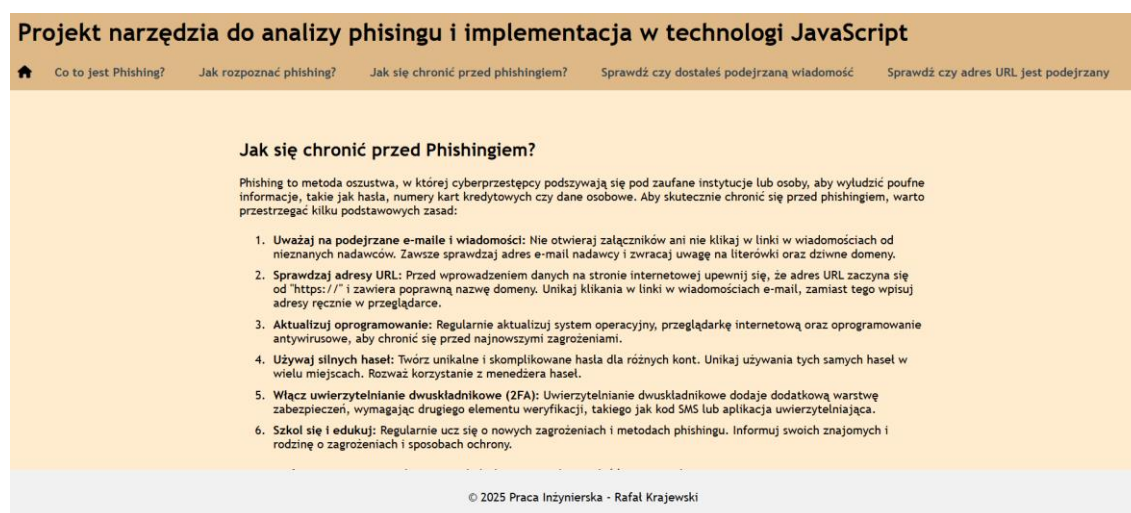 Projekt narzędzia do analizy phisingu i implementacja w technologi JavaScript
Co to jest Phishing? Jak rozpoznać phishing? Jak się chronić przed phishingiem? Sprawdź czy dostałeś podejrzaną wiadomość Sprawdź czy adres URL jest podejrzany
Jak się chronić przed Phishingiem?
Phishing to metoda oszustwa, w której cyberprzestępcy podszywają się pod zaufane instytucje lub osoby, aby wyłudzić poufne
informacje, takie jak hasła, numery kart kredytowych czy dane osobowe. Aby skutecznie chronić się przed phishingiem, warto
przestrzegać kilku podstawowych zasad:
1. Uważaj na podejrzane e-maile i wiadomości: Nie otwieraj załączników ani nie klikaj w linki w wiadomościach od
nieznanych nadawców. Zawsze sprawdzaj adres e-mail nadawcy i zwracaj uwagę na literówki oraz dziwne domeny.
2. Sprawdzaj adresy URL: Przed wprowadzeniem danych na stronie internetowej upewnij się, że adres URL zaczyna się
od "https://" i zawiera poprawną nazwę domeny. Unikaj klikania w linki w wiadomościach e-mail, zamiast tego wpisuj
adresy ręcznie w przeglądarce.
3. Aktualizuj oprogramowanie: Regularnie aktualizuj system operacyjny, przeglądarkę internetową oraz oprogramowanie
antywirusowe, aby chronić się przed najnowszymi zagrożeniami.
4. Używaj silnych haseł: Twórz unikalne i skomplikowane hasła dla różnych kont. Unikaj używania tych samych haseł w
wielu miejscach. Rozważ korzystanie z menedżera haseł.
5. Włącz uwierzytelnianie dwuskładnikowe (2FA): Uwierzytelnianie dwuskładnikowe dodaje dodatkową warstwę
zabezpieczeń, wymagając drugiego elementu weryfikacji, takiego jak kod SMS lub aplikacja uwierzytelniająca.
6. Szkol się i edukuj: Regularnie ucz się o nowych zagrożeniach i metodach phishingu. Informuj swoich znajomych i
rodzinę o zagrożeniach i sposobach ochrony.
© 2025 Praca Inżynierska - Rafał Krajewski